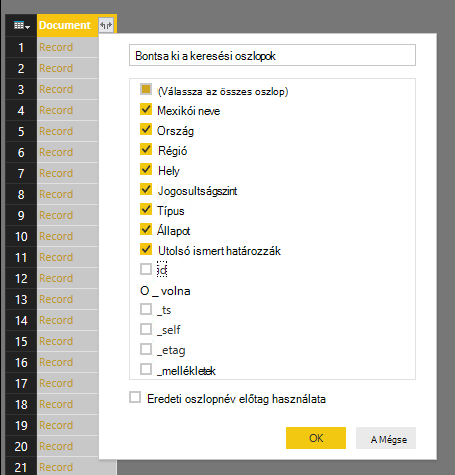 Document
Bontsa ki a keresési oszlopok
(Válassza az összes oszlop)
Mexikói neve
Ország
Régió
Hely
Jogosultságszint
Típus
Állapot
Utolsó ismert határozzák
id
O _ volna
_ts
_self
_etag
_mellékletek
Eredeti oszlopnév előtag használata
OK
A Mégse
1 Record
2 Record
3 Record
4 Record
5 Record
6 Record
7 Record
8 Record
9 Record
10 Record
11 Record
12 Record
13 Record
14 Record
15 Record
16 Record
17 Record
18 Record
19 Record
20 Record
21 Record